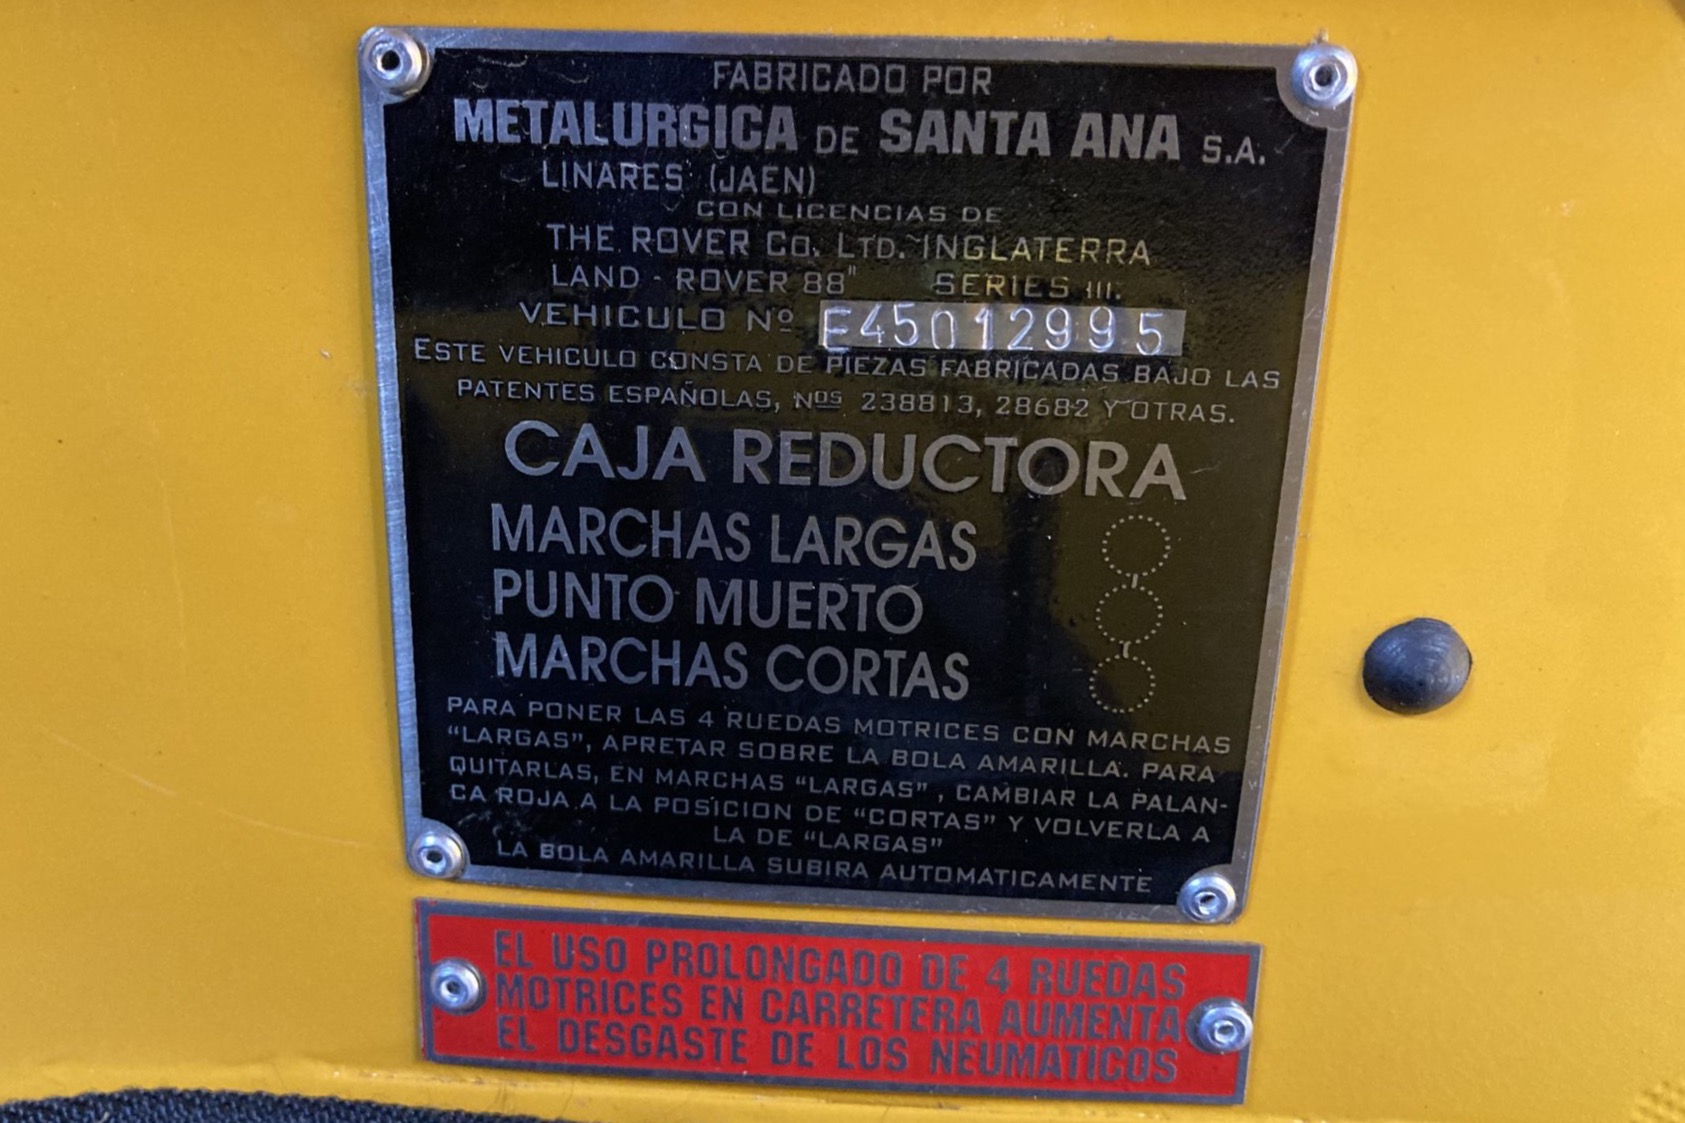 FABRICADO POR
METALURGICA DE SANTA ANA S.A.
LINARES (JAEN)
CON LICENCIAS DE
THE ROVER CO. LTD. INGLATERRA
LAND - ROVER 88" SERIES III.
VEHICULO Nº E45012995
ESTE VEHICULO CONSTA DE PIEZAS FABRICADAS BAJO LAS
PATENTES ESPAÑOLAS, NOS 238813, 28682 Y OTRAS.
CAJA REDUCTORA
MARCHAS LARGAS
PUNTO MUERTO
MARCHAS CORTAS
PARA PONER LAS 4 RUEDAS MOTRICES CON MARCHAS
“LARGAS”, APRETAR SOBRE LA BOLA AMARILLA. PARA
QUITARLAS, EN MARCHAS “LARGAS”, CAMBIAR LA PALAN-
CA ROJA A LA POSICION DE “CORTAS” Y VOLVERLA A
LA DE “LARGAS”
LA BOLA AMARILLA SUBIRA AUTOMATICAMENTE
EL USO PROLONGADO DE 4 RUEDAS
MOTRICES EN CARRETERA AUMENTA
EL DESGASTE DE LOS NEUMATICOS